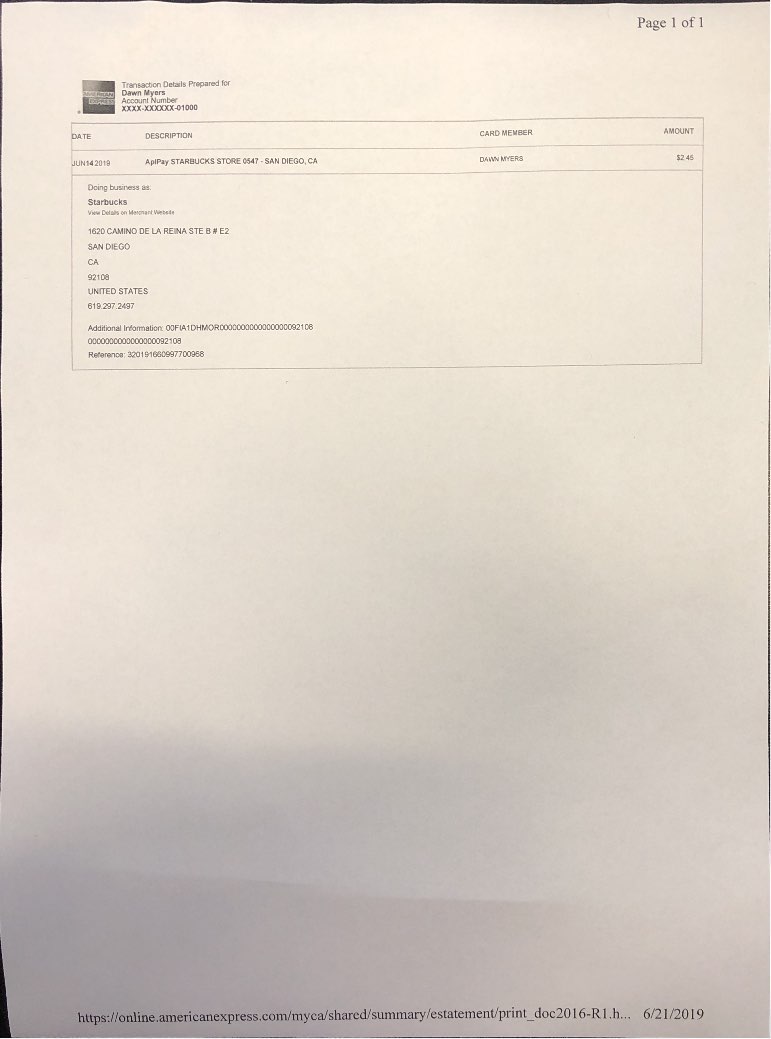 Page 1 of 1
AMERICAN EXPRESS
Transaction Details Prepared for
Dawn Myers
Account Number
XXXX-XXXXXX-01000
DATE DESCRIPTION CARD MEMBER AMOUNT
JUN14 2019 AplPay STARBUCKS STORE 0547 - SAN DIEGO, CA DAWN MYERS $2.45
Doing business as:
Starbucks
View Details on Merchant Website
1620 CAMINO DE LA REINA STE B # E2
SAN DIEGO
CA
92108
UNITED STATES
619.297.2497
Additional Information: 00FIA1DHMOR0000000000000000092108
0000000000000000092108
Reference: 320191660997700968
https://online.americanexpress.com/myca/shared/summary/estatement/print_doc2016-R1.h... 6/21/2019